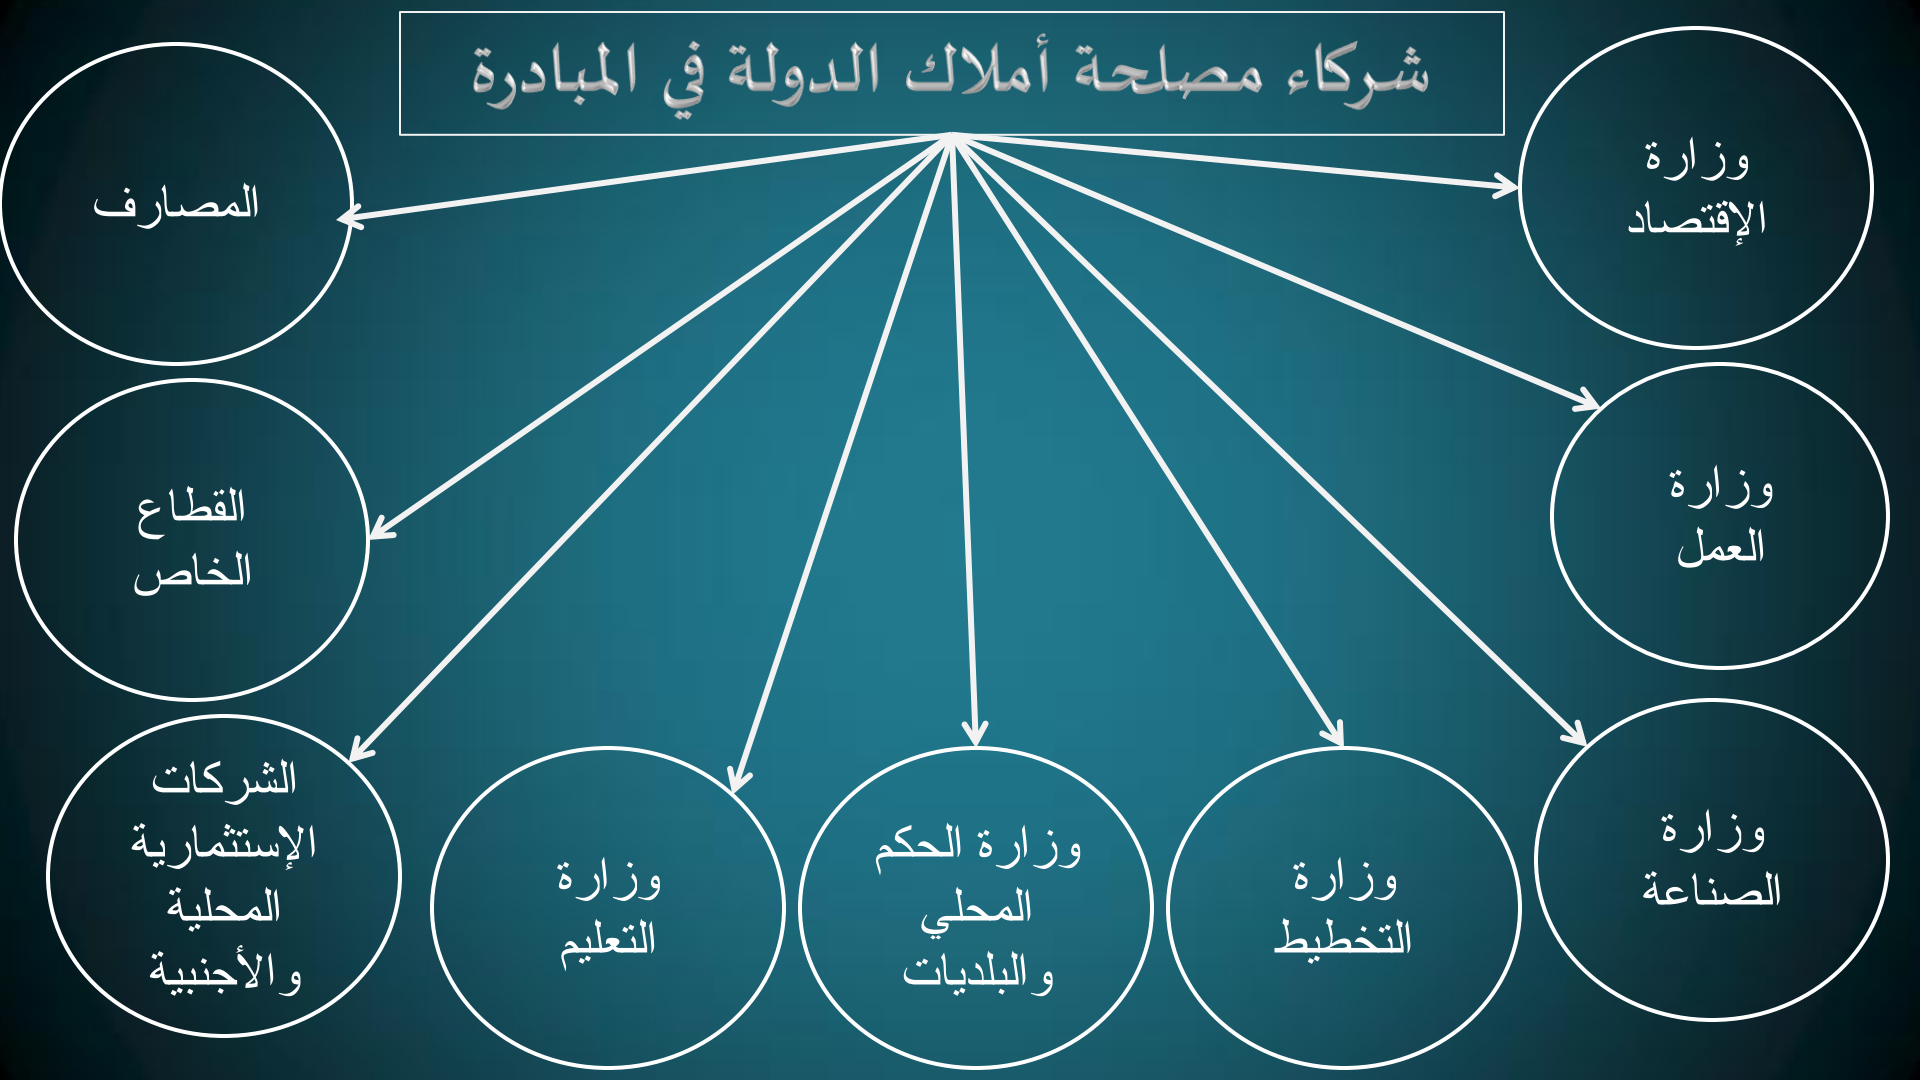 شركاء مصلحة أملاك الدولة في المبادرة
وزارة
الإقتصاد
وزارة
العمل
وزارة
الصناعة
وزارة
التخطيط
وزارة الحكم
المحلي
والبلديات
وزارة
التعليم
الشركات
الإستثمارية
المحلية
والأجنبية
القطاع
الخاص
المصارف